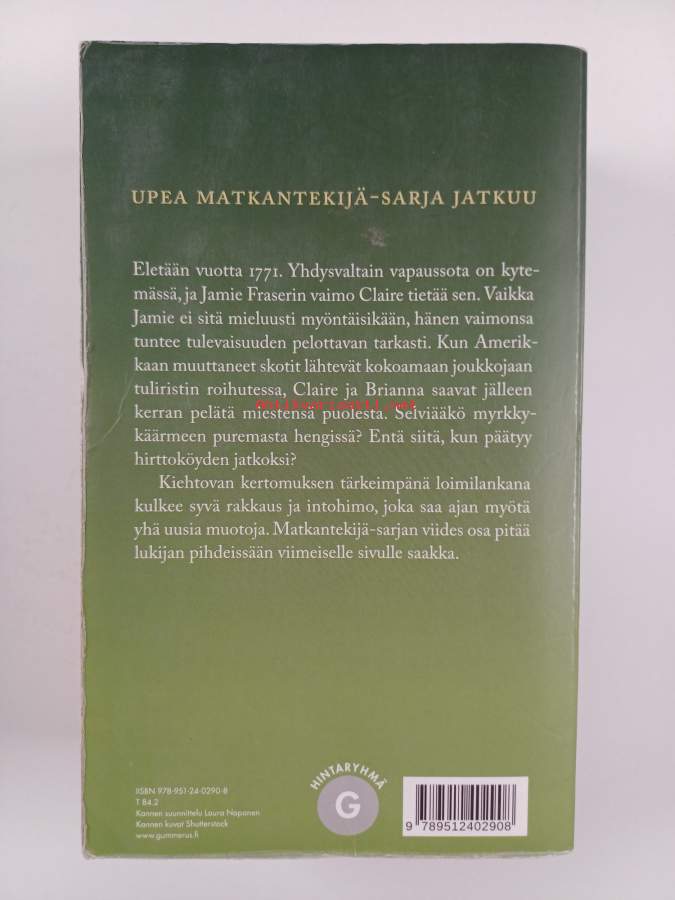 UPEA MATKANTEKIJÄ-SARJA JATKUU
Eletään vuotta 1771. Yhdysvaltain vapaussota on kyte-
mässä, ja Jamie Fraserin vaimo Claire tietää sen. Vaikka
Jamie ei sitä mieluusti myöntäisikään, hänen vaimonsa
tuntee tulevaisuuden pelottavan tarkasti. Kun Amerik-
kaan muuttaneet skotit lähtevät kokoamaan joukkojaan
tuliristin roihutessa, Claire ja Brianna saavat jälleen
kerran pelätä miestensä puolesta. Selviääkö myrkky-
käärmeen puremasta hengissä? Entä siitä, kun päätyy
hirttoköyden jatkoksi?
Kiehtovan kertomuksen tärkeimpänä loimilankana
kulkee syvä rakkaus ja intohimo, joka saa ajan myötä
yhä uusia muotoja. Matkantekijä-sarjan viides osa pitää
lukijan pihdeissään viimeiselle sivulle saakka.
IISBN 978-951-24-0290-8
T 84.2
Kannen suunnittelu Laura Noponen
Kannen kuvat Shutterstock
www.gummerus.fi
HINTARYHMÄ
G
9 789512 402908